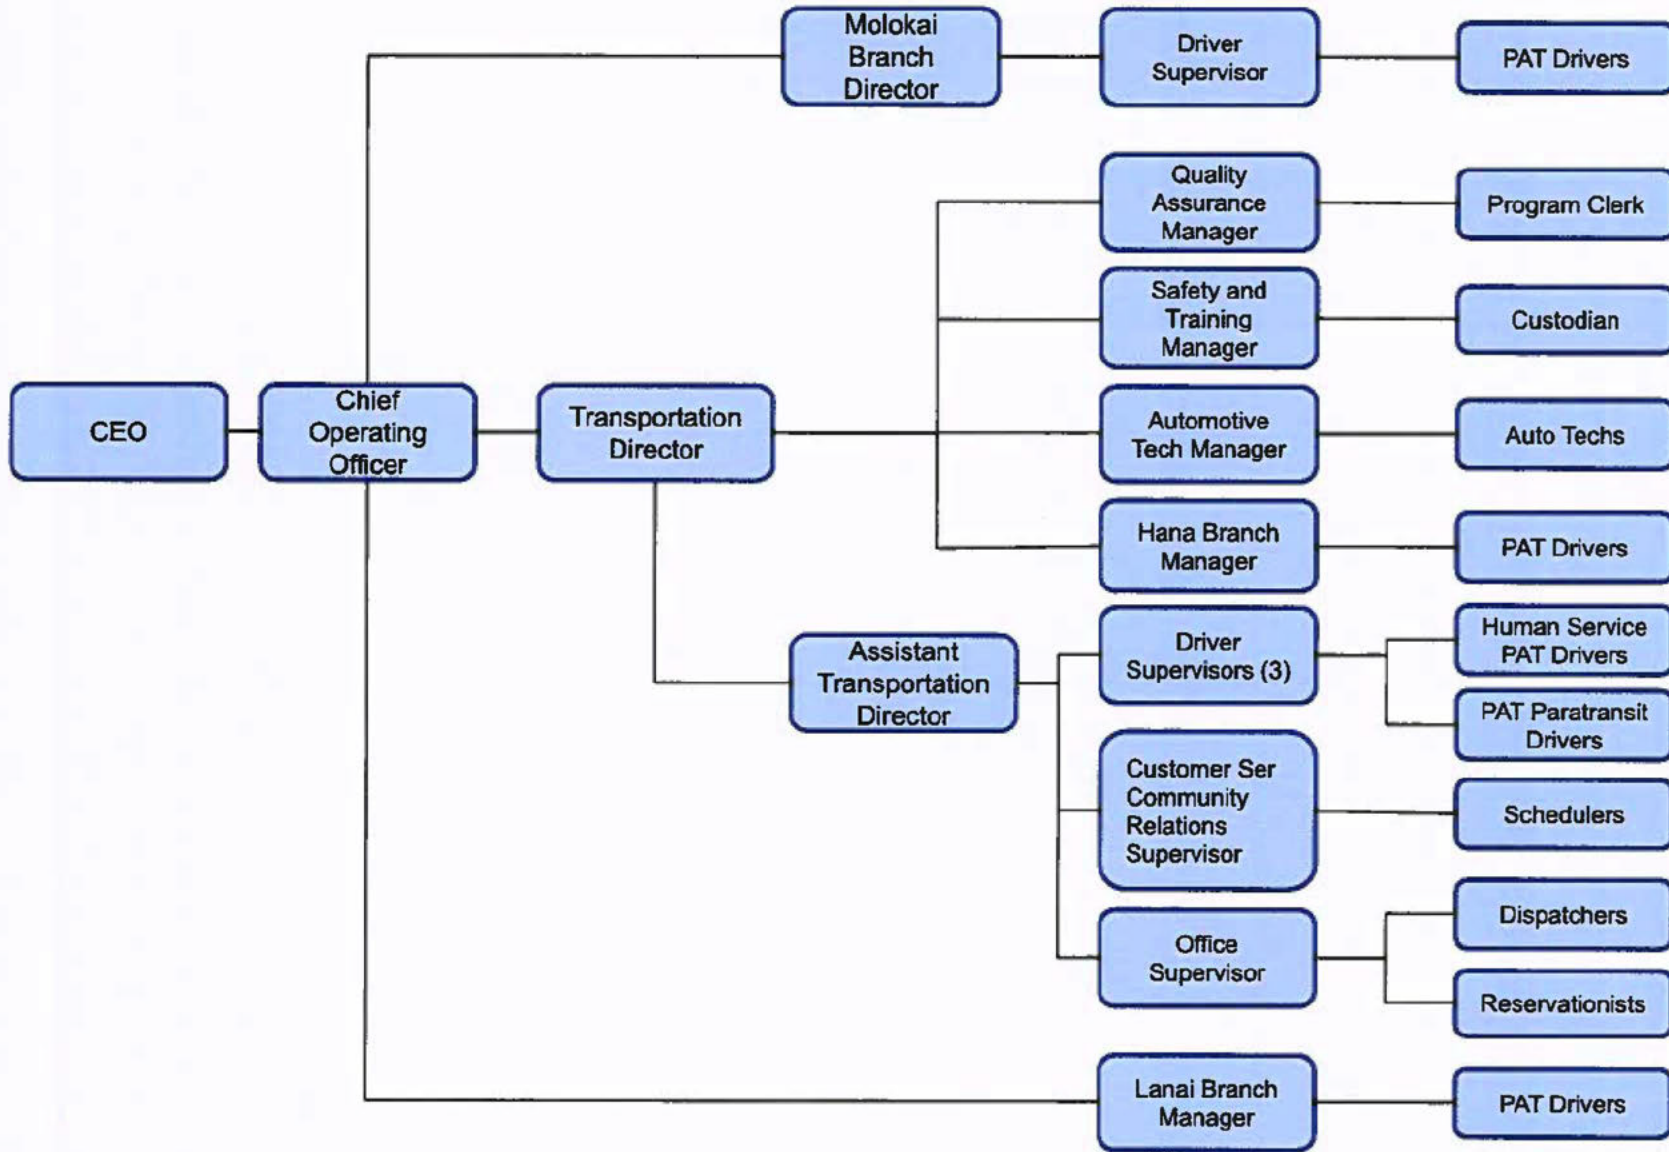 Molokai
Branch
Director
Driver
Supervisor
PAT Drivers
Quality
Assurance
Manager
Program Clerk
Safety and
Training
Manager
Custodian
CEO
Chief
Operating
Officer
Transportation
Director
Automotive
Tech Manager
Auto Techs
Hana Branch
Manager
PAT Drivers
Assistant
Transportation
Director
Driver
Supervisors (3)
Human Service
PAT Drivers
PAT Paratransit
Drivers
Customer Ser
Community
Relations
Supervisor
Schedulers
Office
Supervisor
Dispatchers
Reservationists
Lanai Branch
Manager
PAT Drivers